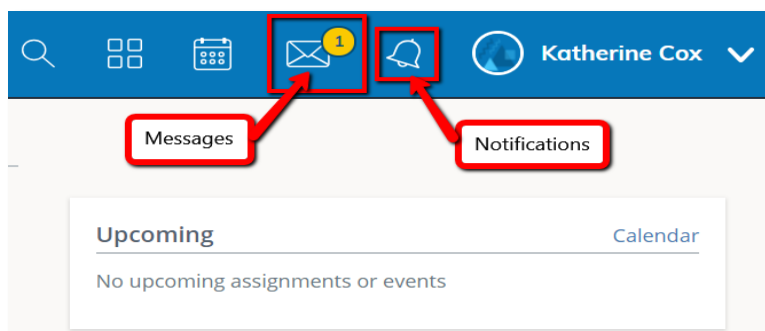 1
Katherine Cox
Messages
Notifications
Upcoming
Calendar
No upcoming assignments or events